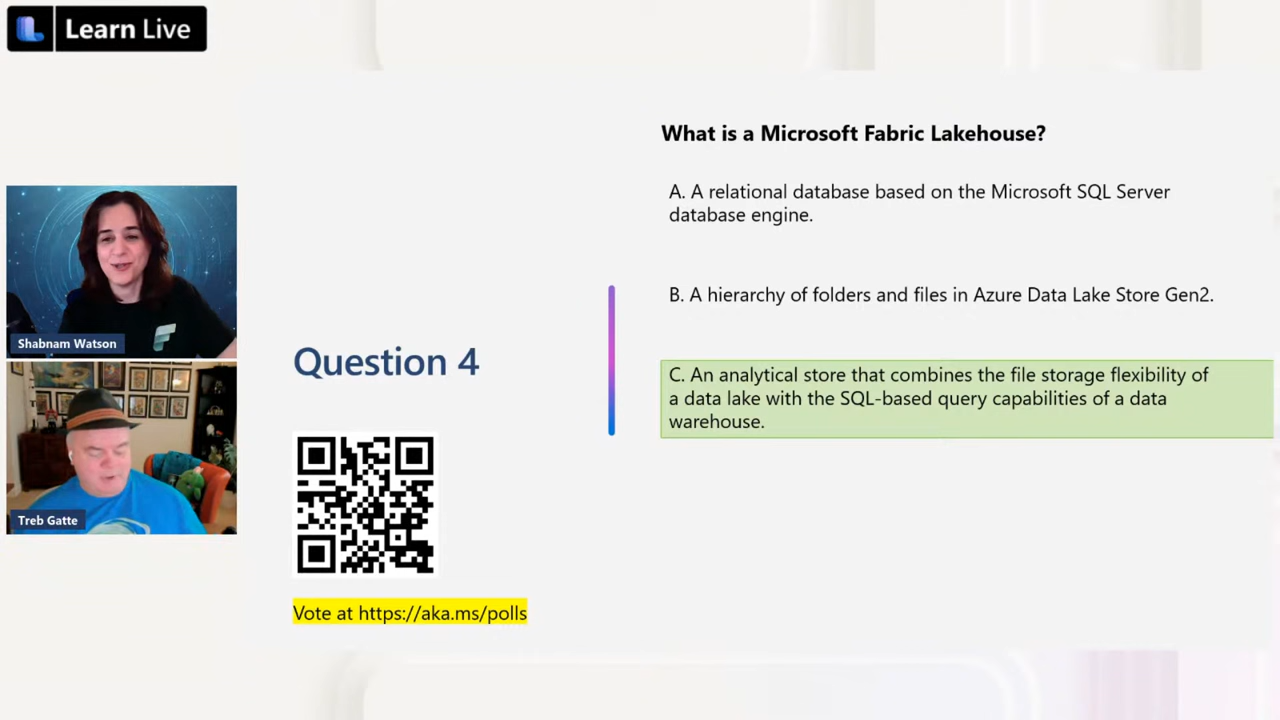 Learn Live
What is a Microsoft Fabric Lakehouse?
A. A relational database based on the Microsoft SQL Server
database engine.
B. A hierarchy of folders and files in Azure Data Lake Store Gen2.
C. An analytical store that combines the file storage flexibility of
a data lake with the SQL-based query capabilities of a data
warehouse.
Question 4
Vote at https://aka.ms/polls
Shabnam Watson
Treb Gatte